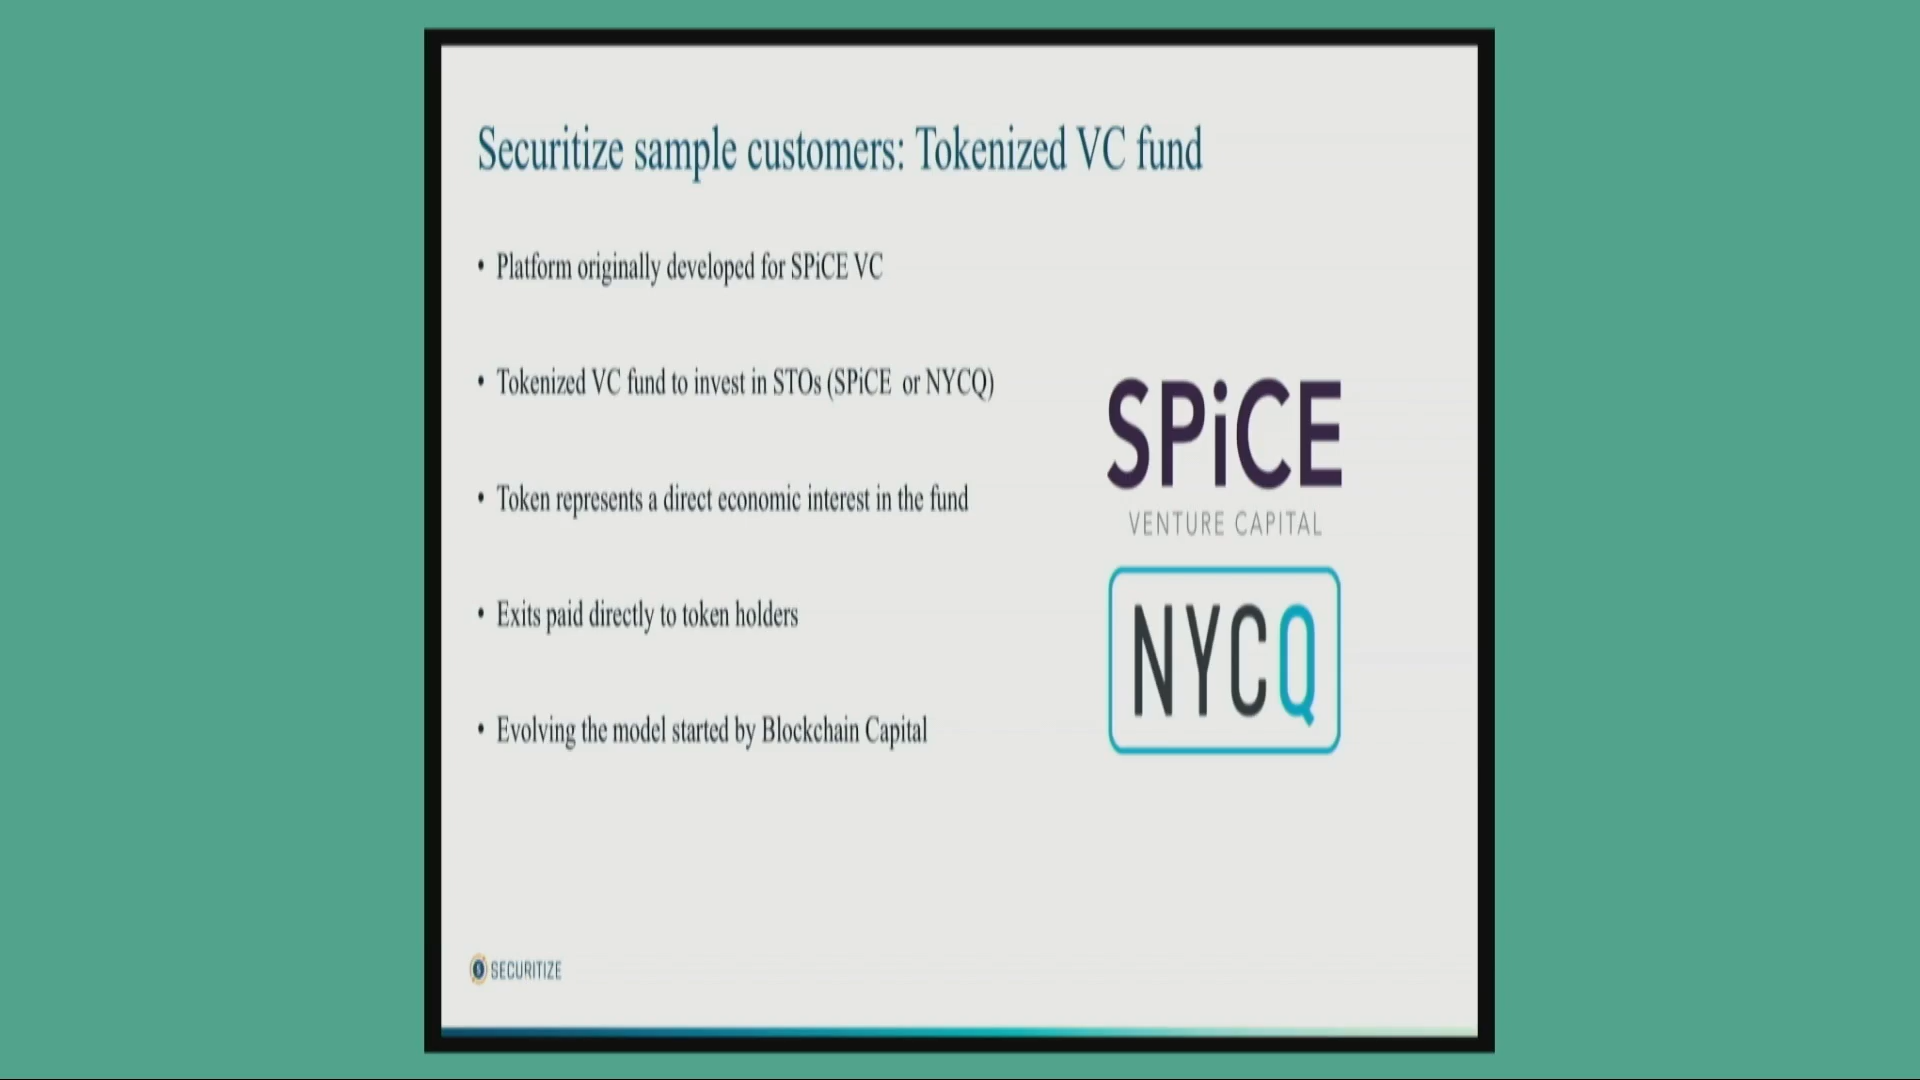 Securitize sample customers: Tokenized VC fund
• Platform originally developed for SPiCE VC
• Tokenized VC fund to invest in STOs (SPiCE or NYCQ)
• Token represents a direct economic interest in the fund
• Exits paid directly to token holders
• Evolving the model started by Blockchain Capital
SPiCE
VENTURE CAPITAL
NYCQ
SECURITIZE